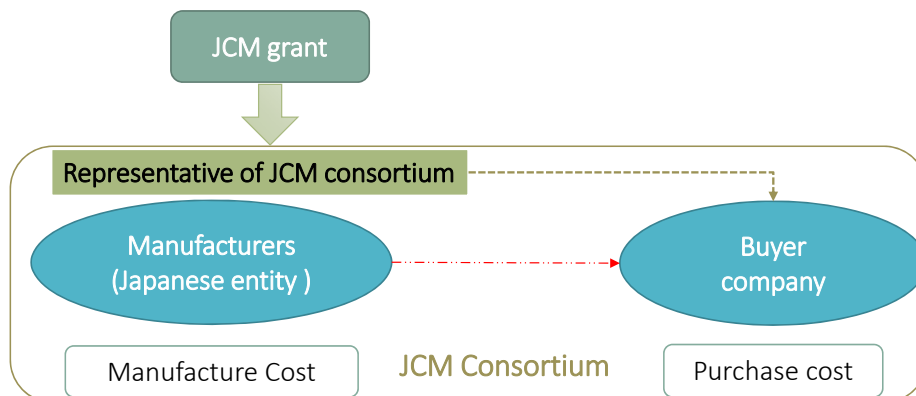 JCM grant
Representative of JCM consortium
Manufacturers
(Japanese entity )
Buyer
company
Manufacture Cost
JCM Consortium
Purchase cost